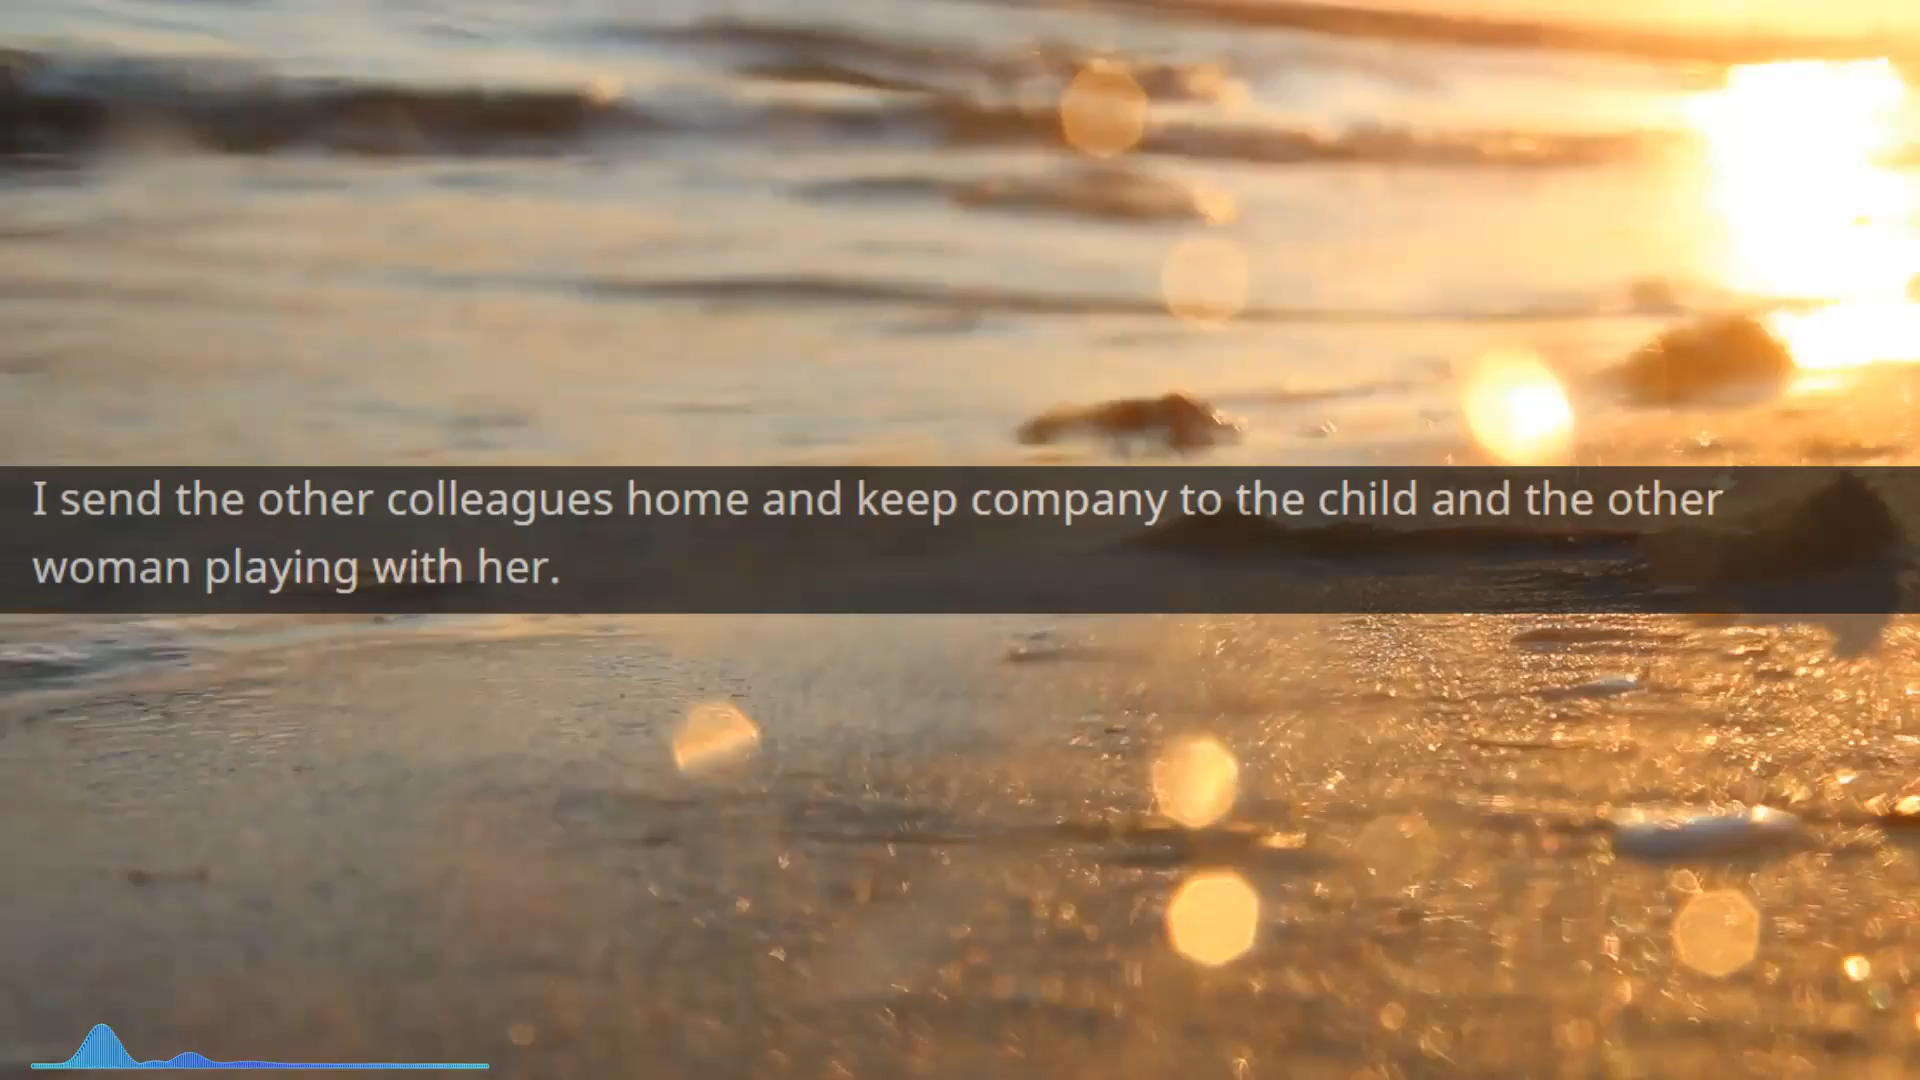 I send the other colleagues home and keep company to the child and the other
woman playing with her.